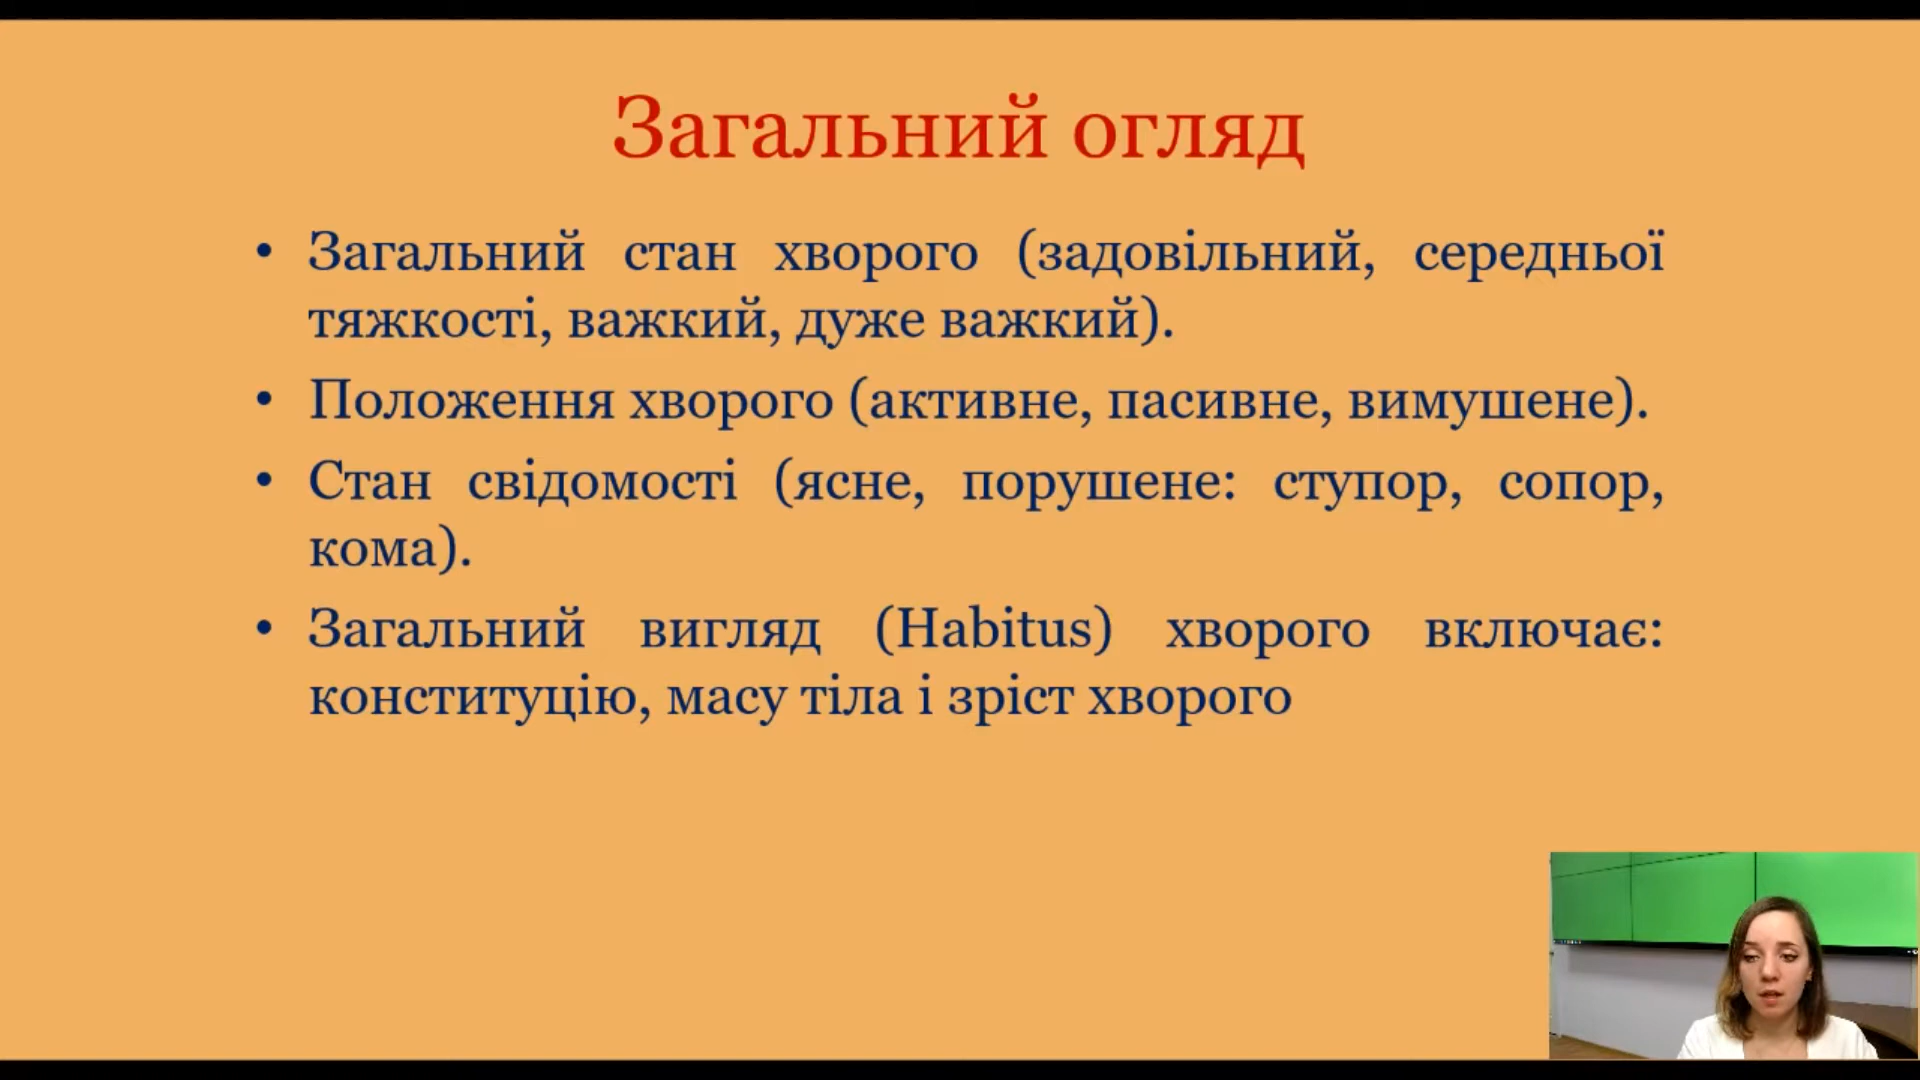 Загальний огляд
• Загальний стан хворого (задовільний, середньої
тяжкості, важкий, дуже важкий).
• Положення хворого (активне, пасивне, вимушене).
• Стан свідомості (ясне, порушене: ступор, сопор,
кома).
• Загальний вигляд (Habitus) хворого включає:
конституцію, масу тіла і зріст хворого